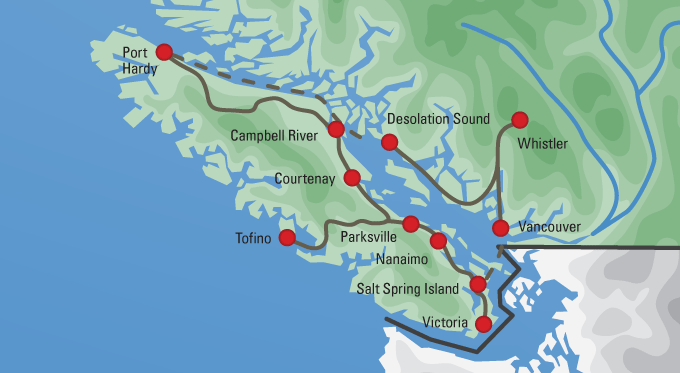 Port
Hardy
Desolation Sound
Campbell River
Whistler
Courtenay
Vancouver
Tofino
Parksville
Nanaimo
Salt Spring Island
Victoria